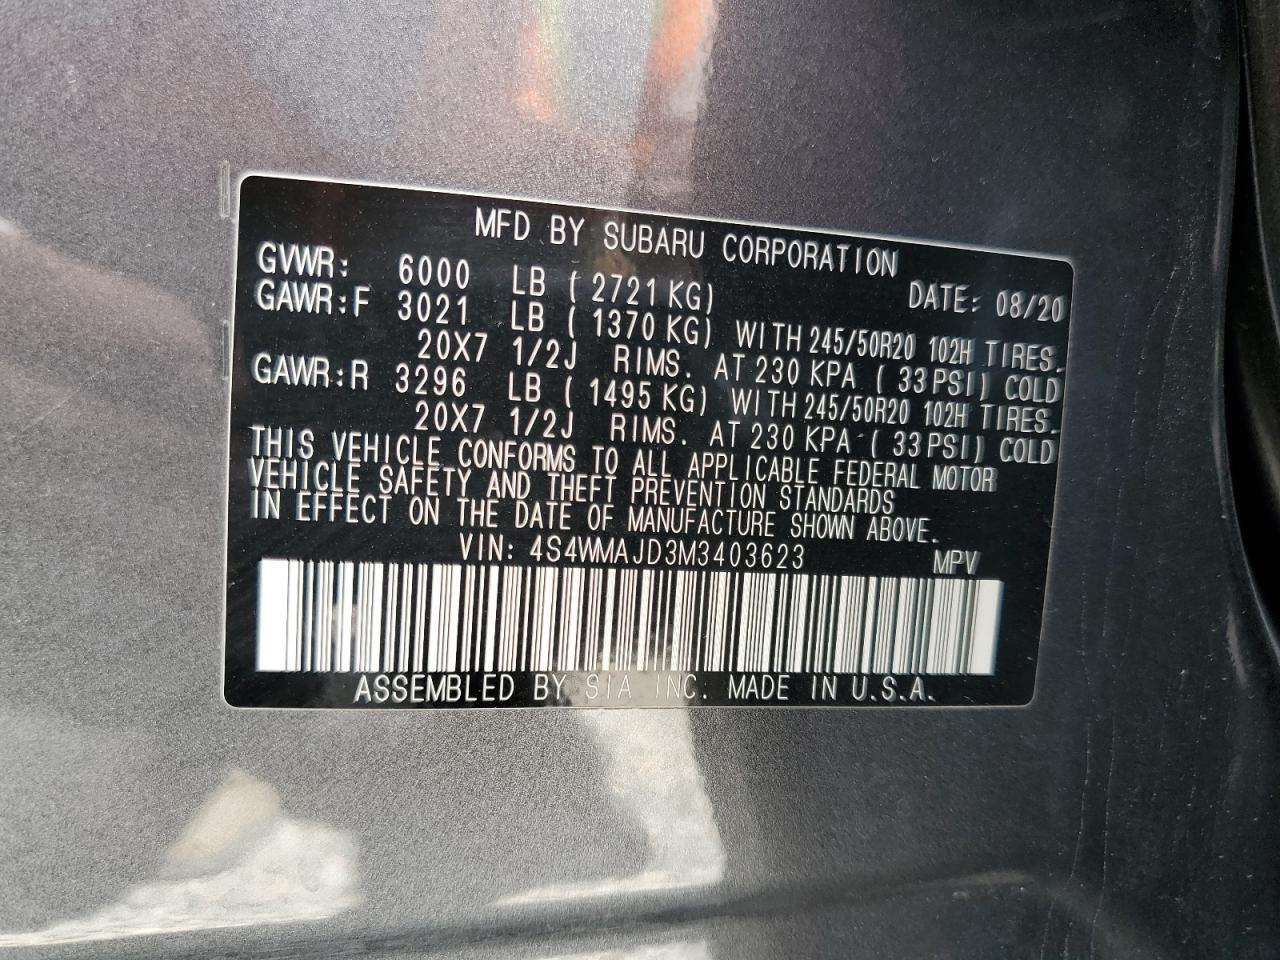 MFD BY SUBARU CORPORATION
GVWR: 6000 LB (2721KG) DATE: 08/20
GAWR:F 3021 LB (1370 KG) WITH 245/50R20 102H TIRES.
20X7 1/2J RIMS. AT 230 KPA (33PSI) COLD
GAWR:R 3296 LB (1495 KG) WITH 245/50R20 102H TIRES.
20X7 1/2J RIMS. AT 230 KPA (33PSI) COLD
THIS VEHICLE CONFORMS TO ALL APPLICABLE FEDERAL MOTOR
VEHICLE SAFETY AND THEFT PREVENTION STANDARDS
IN EFFECT ON THE DATE OF MANUFACTURE SHOWN ABOVE.
VIN: 4S4WMAJD3M3403623 MPV
ASSEMBLED BY SIA INC. MADE IN U.S.A.